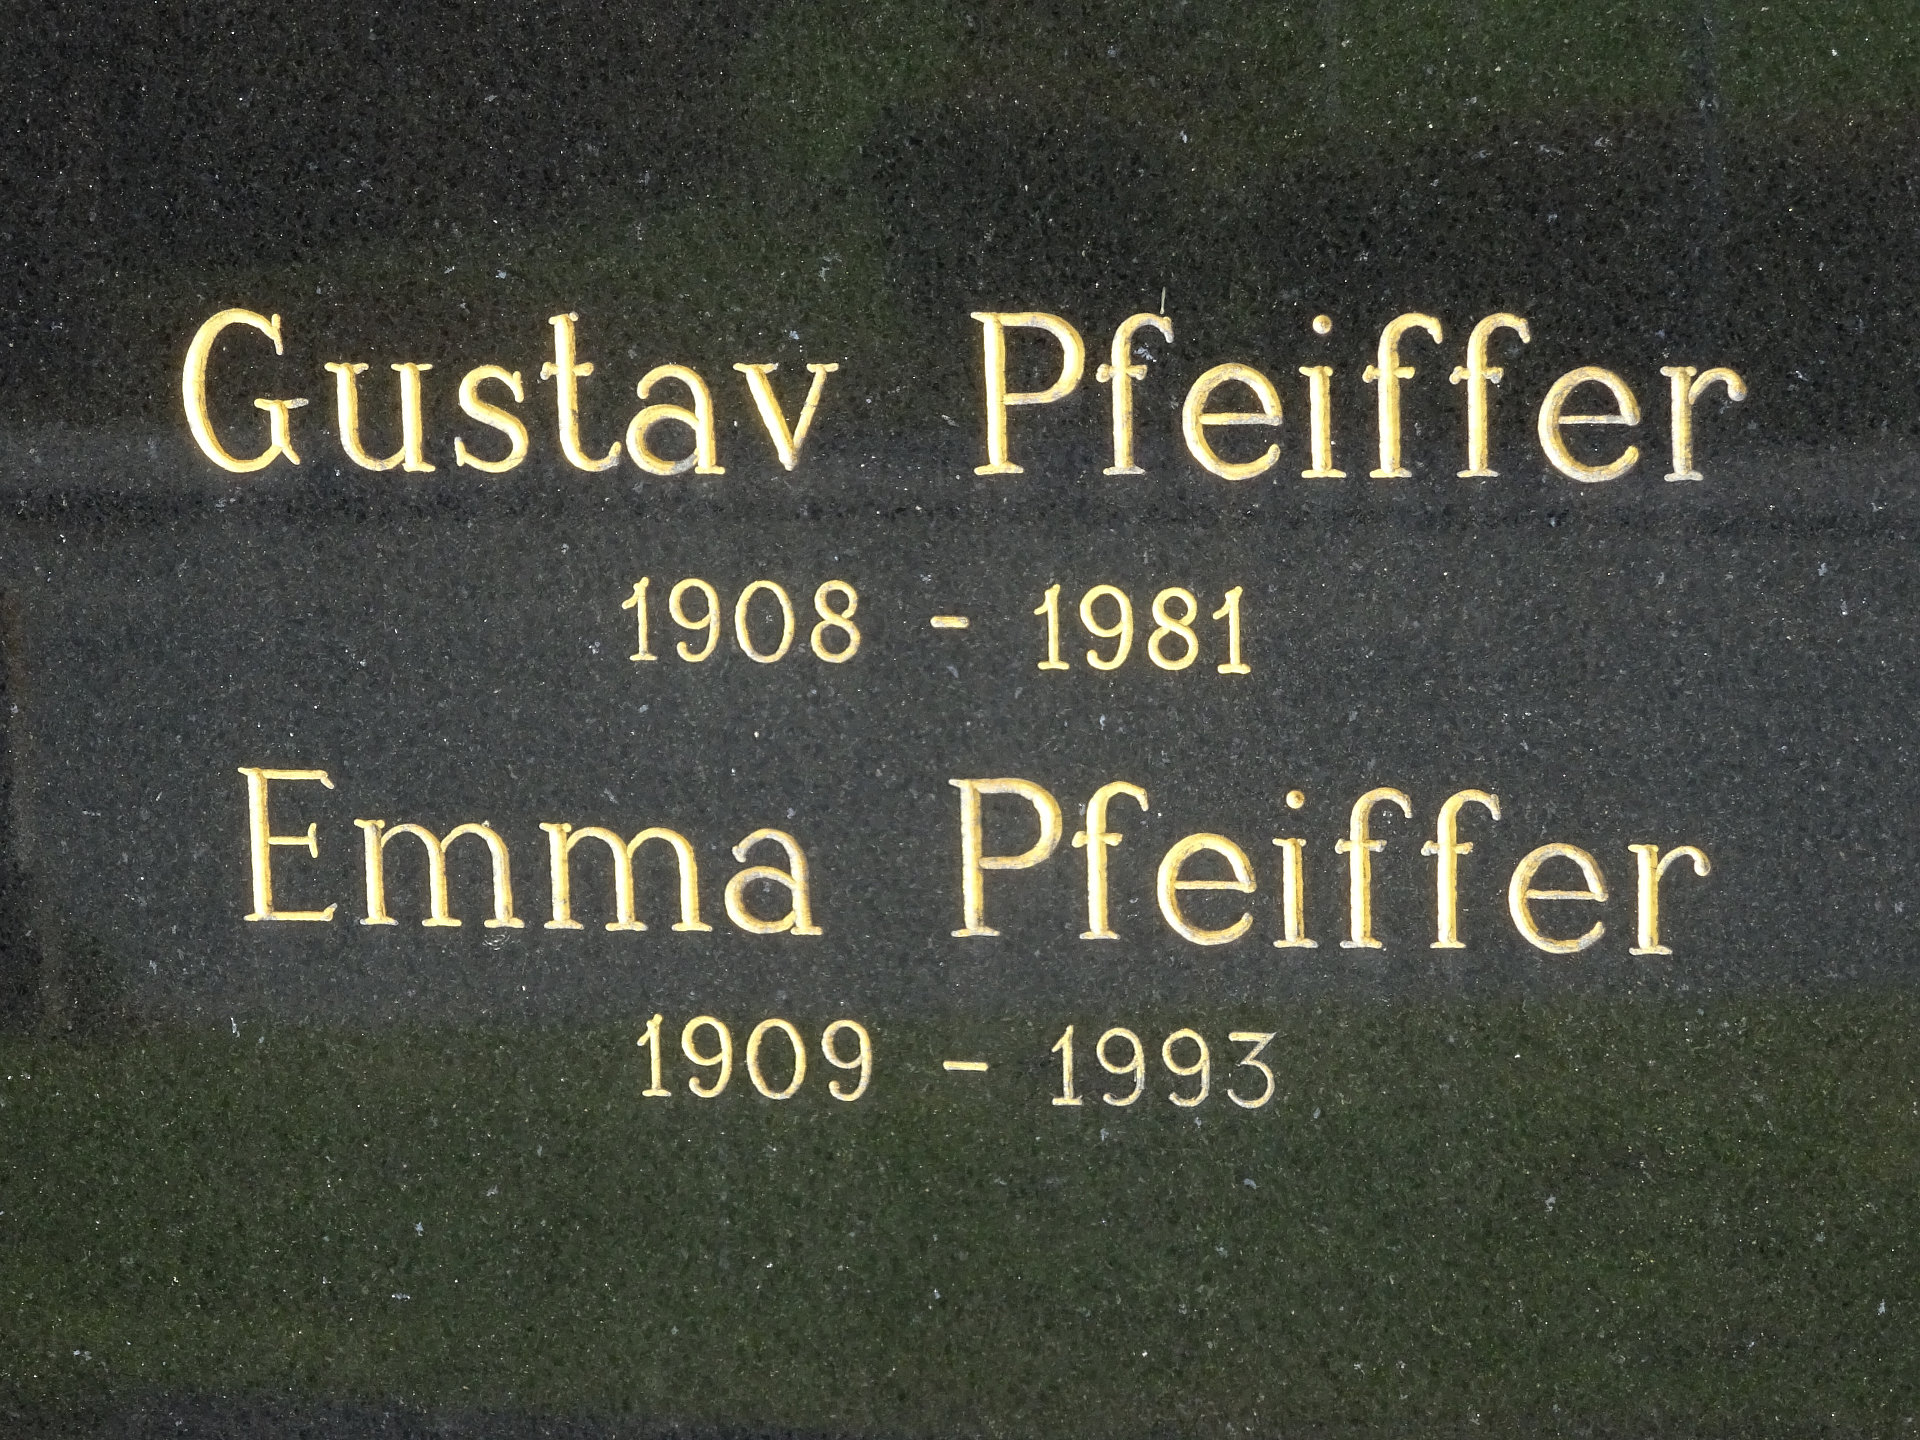 Gustav Pfeiffer
1908 - 1981
Emma Pfeiffer
1909 - 1993